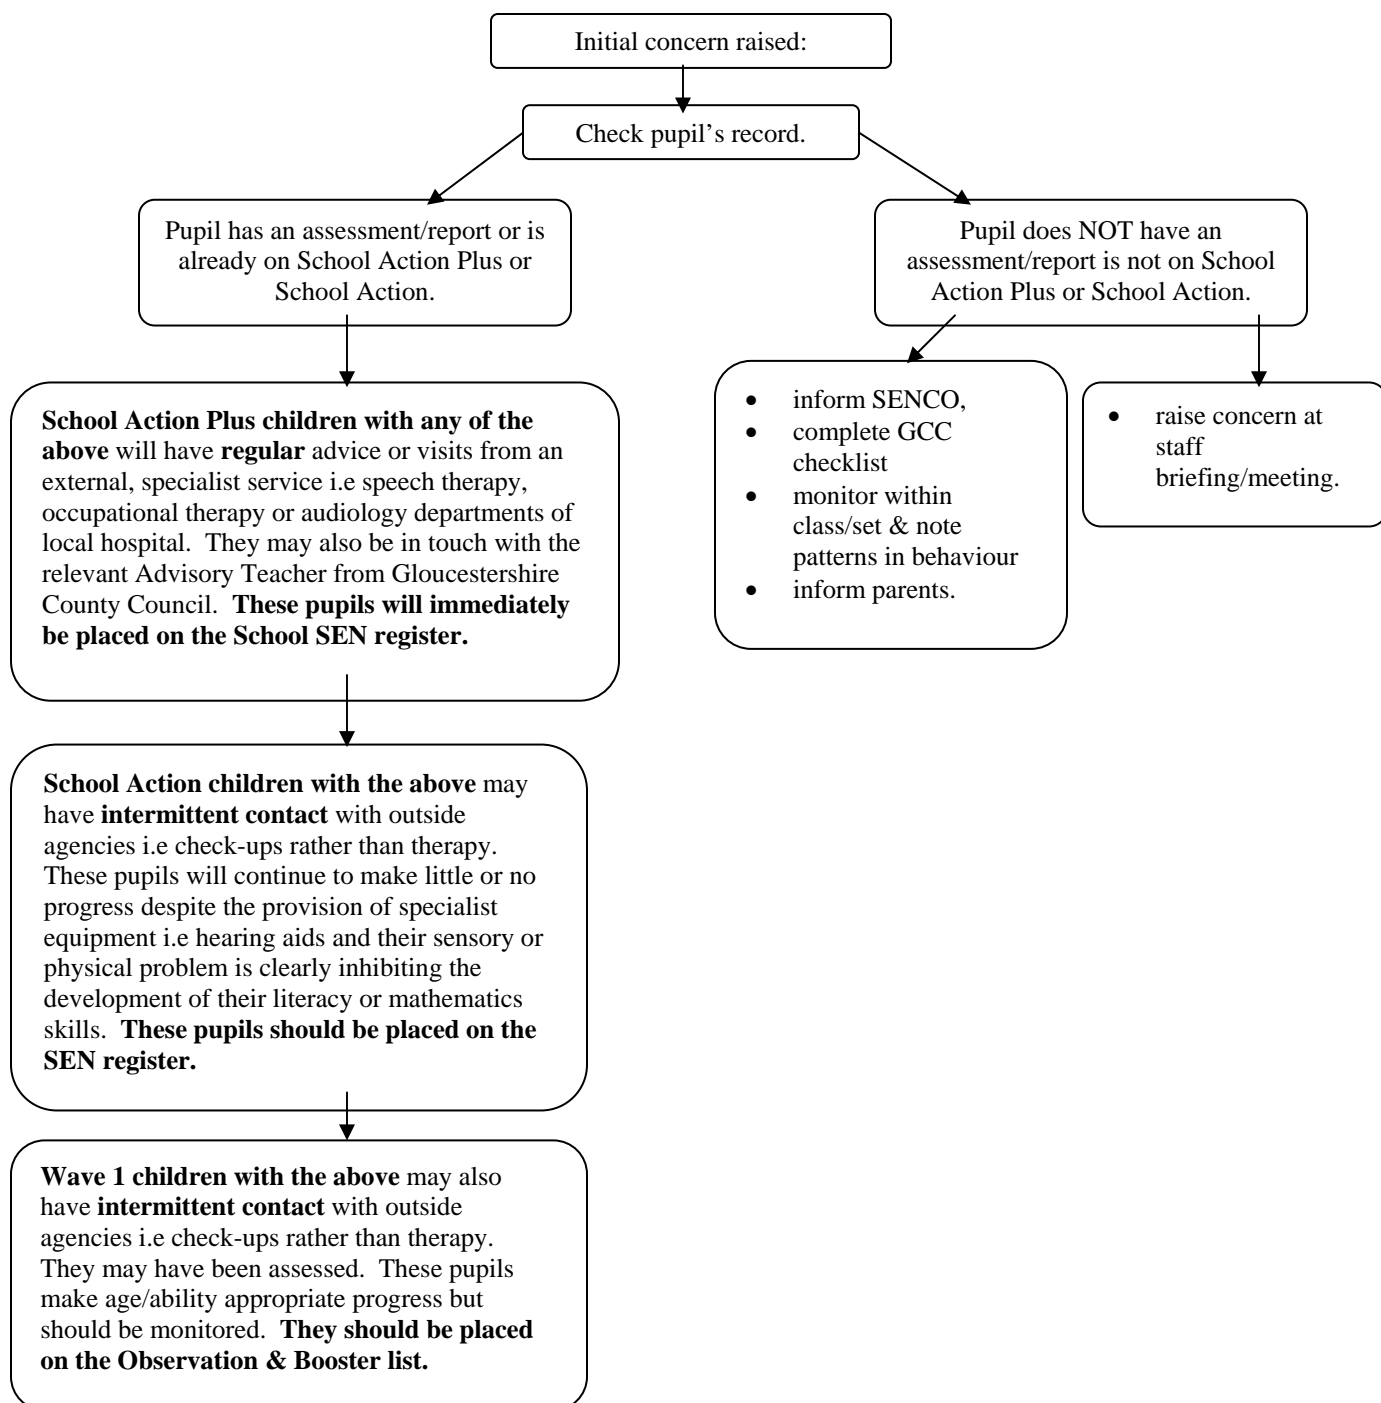 Initial concern raised:
Check pupil's record.
Pupil has an assessment/report or is
already on School Action Plus or
School Action.
Pupil does NOT have an
assessment/report is not on School
Action Plus or School Action.
School Action Plus children with any of the
above will have regular advice or visits from an
external, specialist service i.e speech therapy,
occupational therapy or audiology departments of
local hospital.  They may also be in touch with the
relevant Advisory Teacher from Gloucestershire
County Council.  These pupils will immediately
be placed on the School SEN register.
• inform SENCO,
• complete GCC
checklist
• monitor within
class/set & note
patterns in behaviour
• inform parents.
• raise concern at
staff
briefing/meeting.
School Action children with the above may
have intermittent contact with outside
agencies i.e check-ups rather than therapy.
These pupils will continue to make little or no
progress despite the provision of specialist
equipment i.e hearing aids and their sensory or
physical problem is clearly inhibiting the
development of their literacy or mathematics
skills.  These pupils should be placed on the
SEN register.
Wave 1 children with the above may also
have intermittent contact with outside
agencies i.e check-ups rather than therapy.
They may have been assessed.  These pupils
make age/ability appropriate progress but
should be monitored.  They should be placed
on the Observation & Booster list.